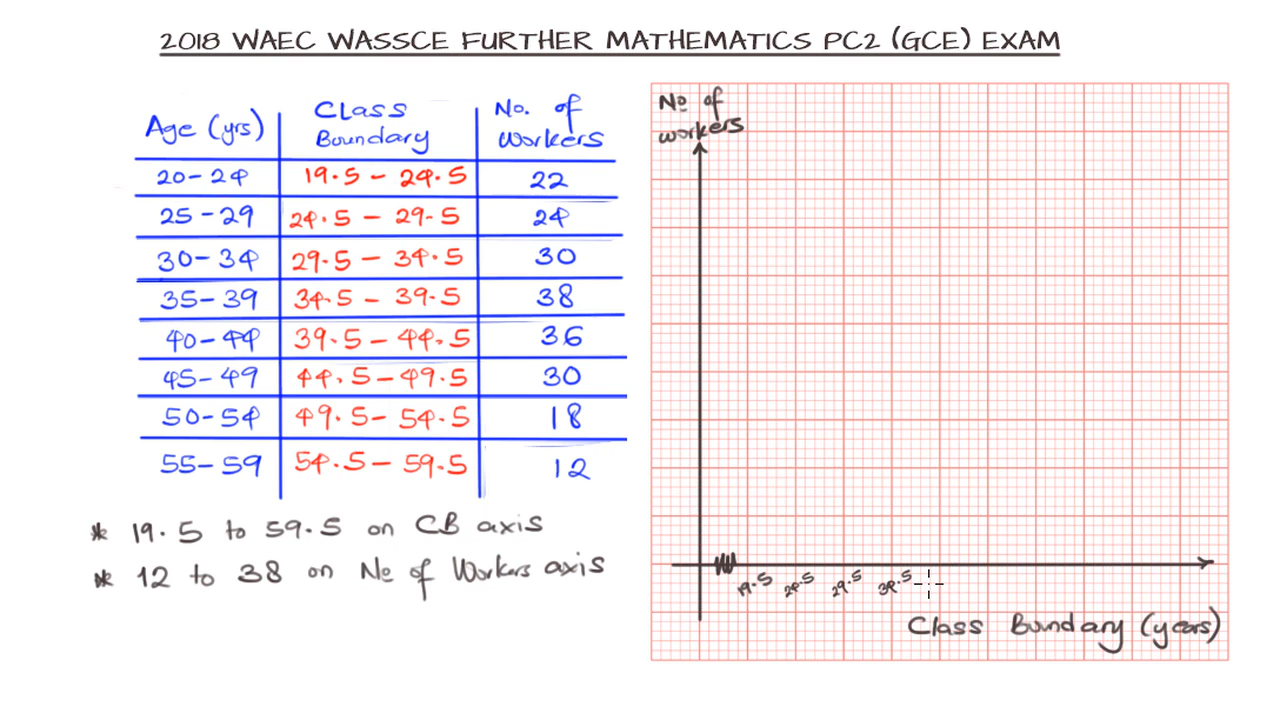 2018 WAEC WASSCE FURTHER MATHEMATICS PC2 (GCE) EXAM
Age (yrs) Class Boundary No. of workers
20-24 19.5 - 24.5 22
25-29 24.5 - 29.5 24
30-34 29.5 - 34.5 30
35-39 34.5 - 39.5 38
40-44 39.5 - 44.5 36
45-49 44.5 - 49.5 30
50-54 49.5 - 54.5 18
55-59 54.5 - 59.5 12
* 19.5 to 59.5 on CB axis
* 12 to 38 on No of Workers axis
No of
workers
19.5 24.5 29.5 34.5
Class Boundary (years)